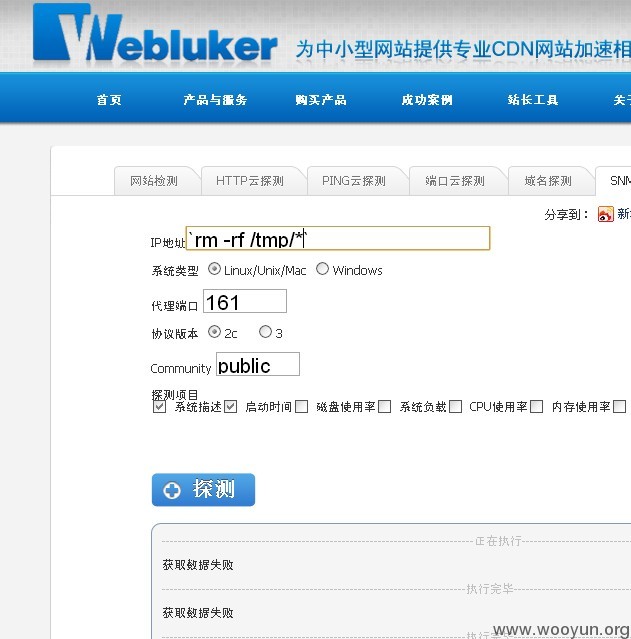 Webluker 为中小型网站提供专业CDN网站加速相
首页 产品与服务 购买产品 成功案例 站长工具 关于
网站检测 HTTP云探测 PING云探测 端口云探测 域名探测 SNM
分享到： 新
IP地址 `rm -rf /tmp/*`
系统类型 Linux/Unix/Mac Windows
代理端口 161
协议版本 2c 3
Community public
探测项目
系统描述 启动时间 磁盘使用率 系统负载 CPU使用率 内存使用率
探测
正在执行
获取数据失败
执行完毕
获取数据失败
执行完毕
www.wooyun.org